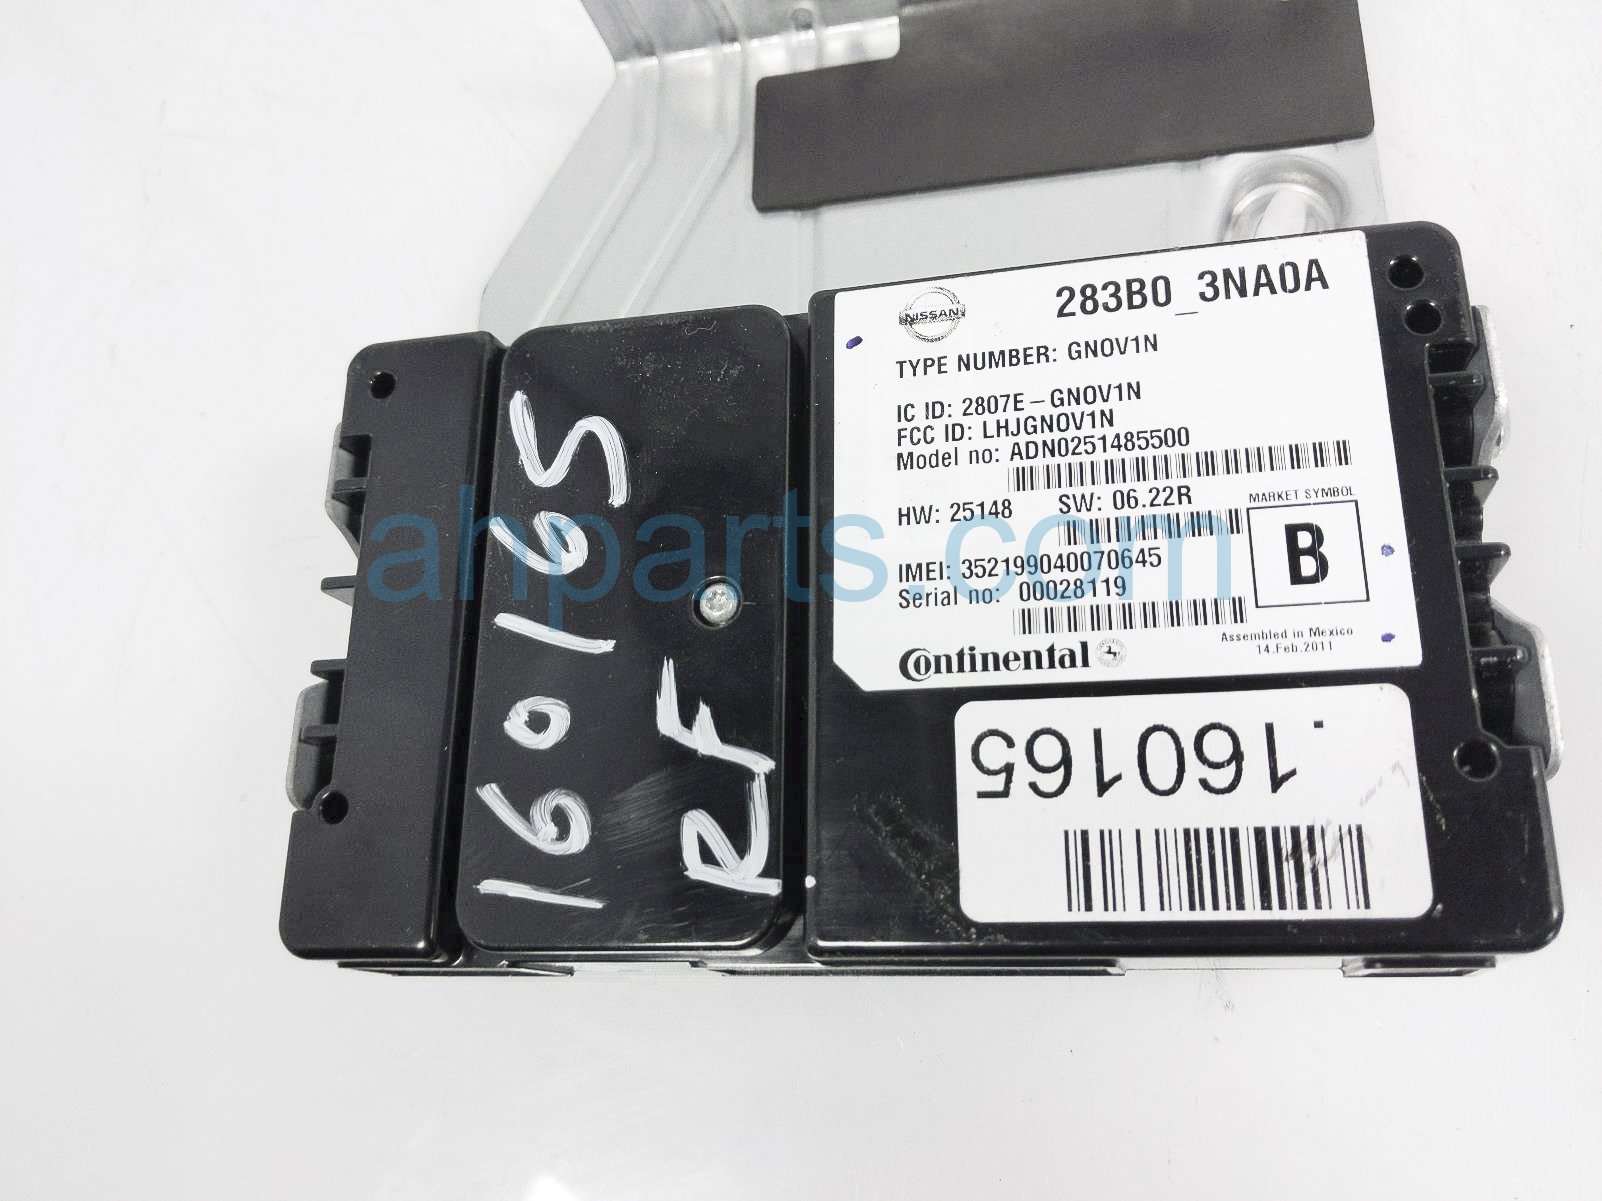 NISSAN
283B0_3NA0A
TYPE NUMBER: GNOV1N
IC ID: 2807E-GNOV1N
FCC ID: LHJGNOV1N
Model no: ADN0251485500
HW: 25148 SW: 06.22R
MARKET SYMBOL
B
IMEI: 352199040070645
Serial no: 00028119
Continental
Assembled in Mexico
14.Feb.2011
.160165
160165
RF
ahparts.com